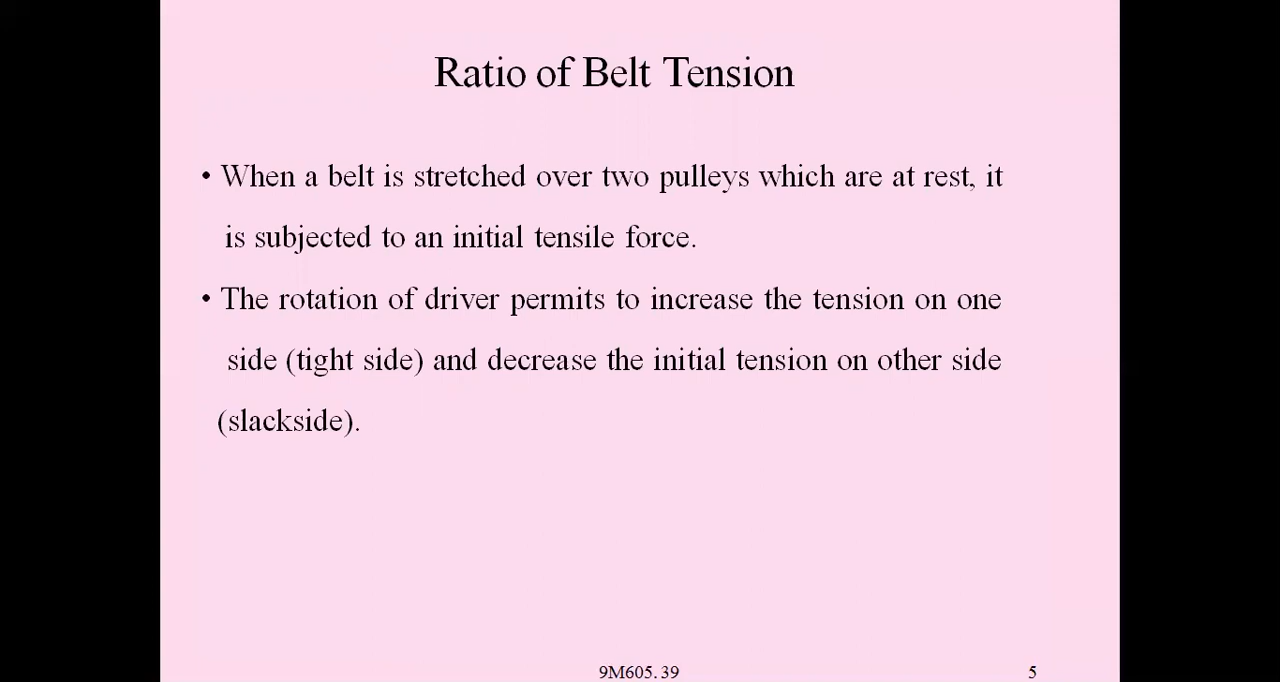 Ratio of Belt Tension
• When a belt is stretched over two pulleys which are at rest, it
is subjected to an initial tensile force.
• The rotation of driver permits to increase the tension on one
side (tight side) and decrease the initial tension on other side
(slackside).
9M605.39
5